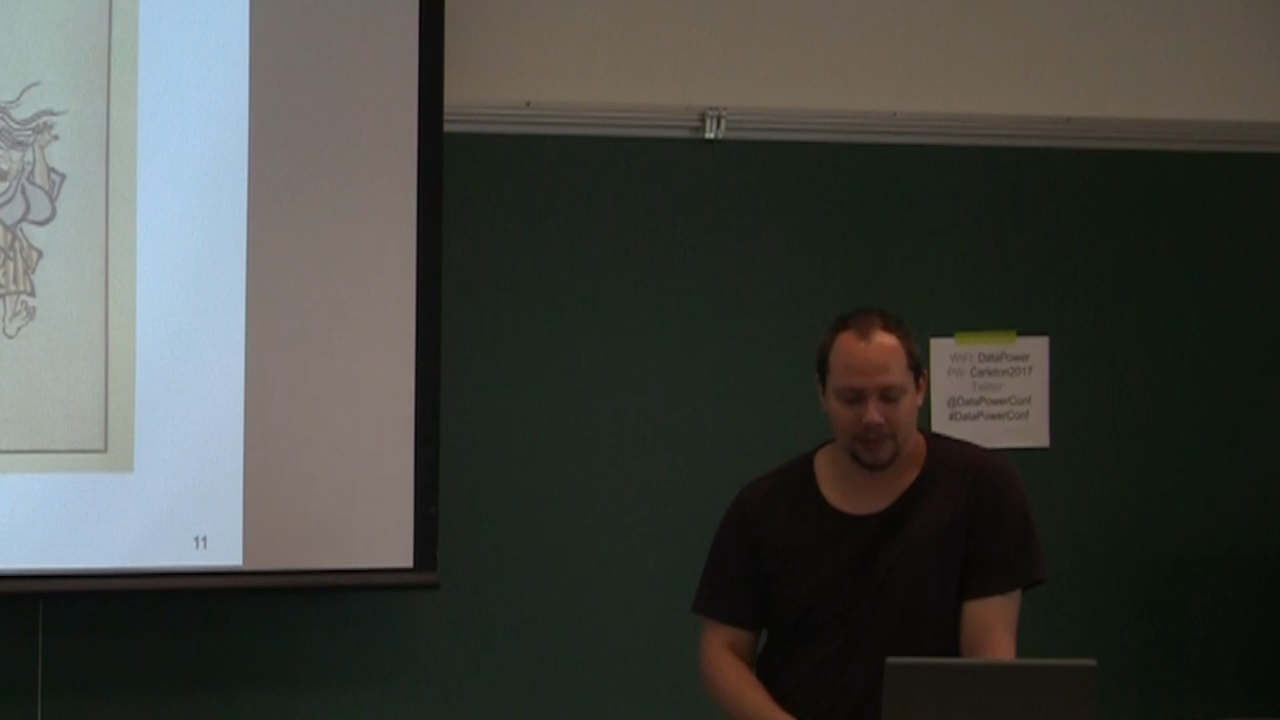 11
WiFi: DataPower
PW: Carleton2017
Twitter
@DataPowerConf
#DataPowerConf